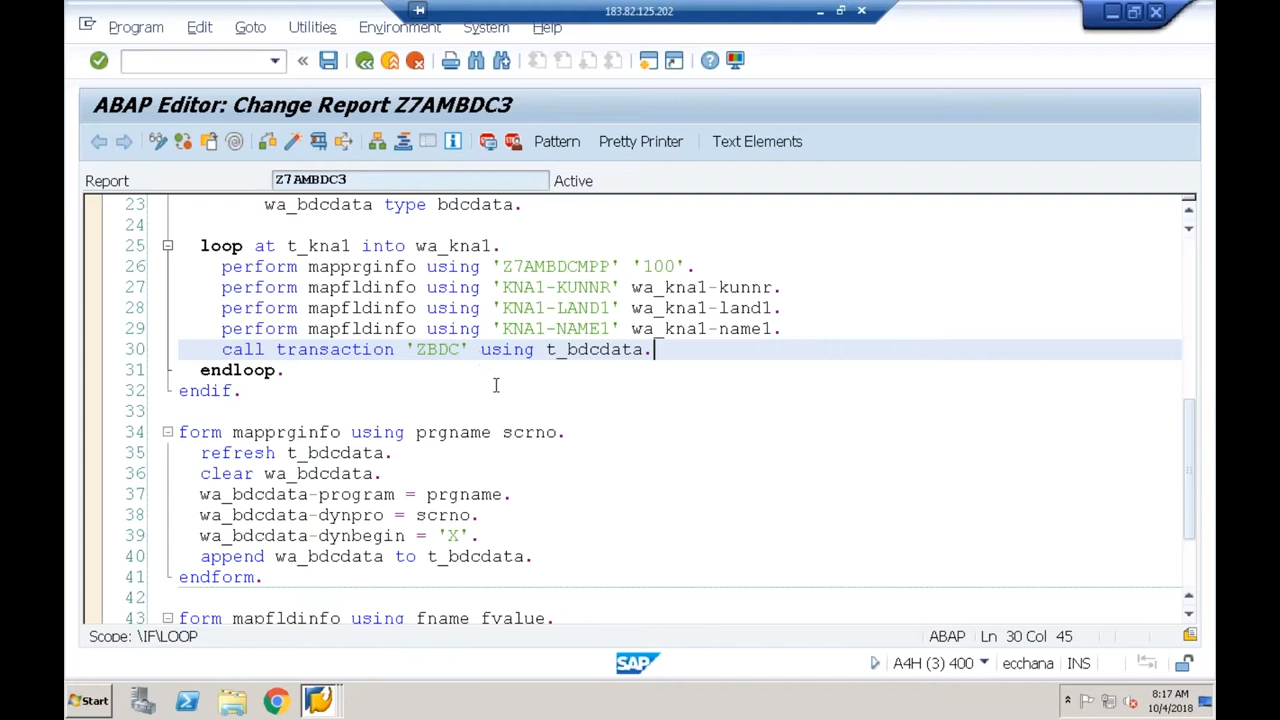 183.82.125.202
Program Edit Goto Utilities Environment System Help
ABAP Editor: Change Report Z7AMBDC3
Pattern Pretty Printer Text Elements
Report Z7AMBDC3 Active
23 wa_bdcdata type bdcdata.
24
25 loop at t_kna1 into wa_kna1.
26 perform mapprginfo using 'Z7AMBDCMPP' '100'.
27 perform mapfldinfo using 'KNA1-KUNNR' wa_kna1-kunnr.
28 perform mapfldinfo using 'KNA1-LAND1' wa_kna1-land1.
29 perform mapfldinfo using 'KNA1-NAME1' wa_kna1-name1.
30 call transaction 'ZBDC' using t_bdcdata.
31 endloop.
32 endif.
33
34 form mapprginfo using prgname scrno.
35 refresh t_bdcdata.
36 clear wa_bdcdata.
37 wa_bdcdata-program = prgname.
38 wa_bdcdata-dynpro = scrno.
39 wa_bdcdata-dynbegin = 'X'.
40 append wa_bdcdata to t_bdcdata.
41 endform.
42
43 form mapfldinfo using fname fvalue.
Scope: \IF\LOOP ABAP Ln 30 Col 45
SAP A4H (3) 400 ecchana INS
Start 8:17 AM
10/4/2018